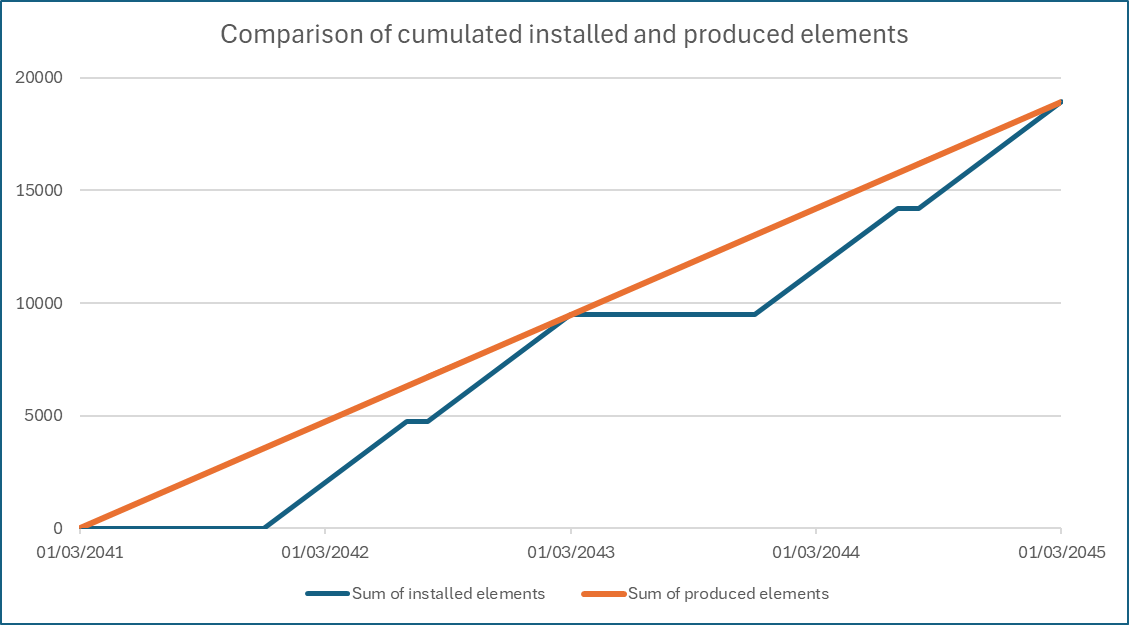 Comparison of cumulated installed and produced elements
20000
15000
10000
5000
0
01/03/2041 01/03/2042 01/03/2043 01/03/2044 01/03/2045
Sum of installed elements Sum of produced elements